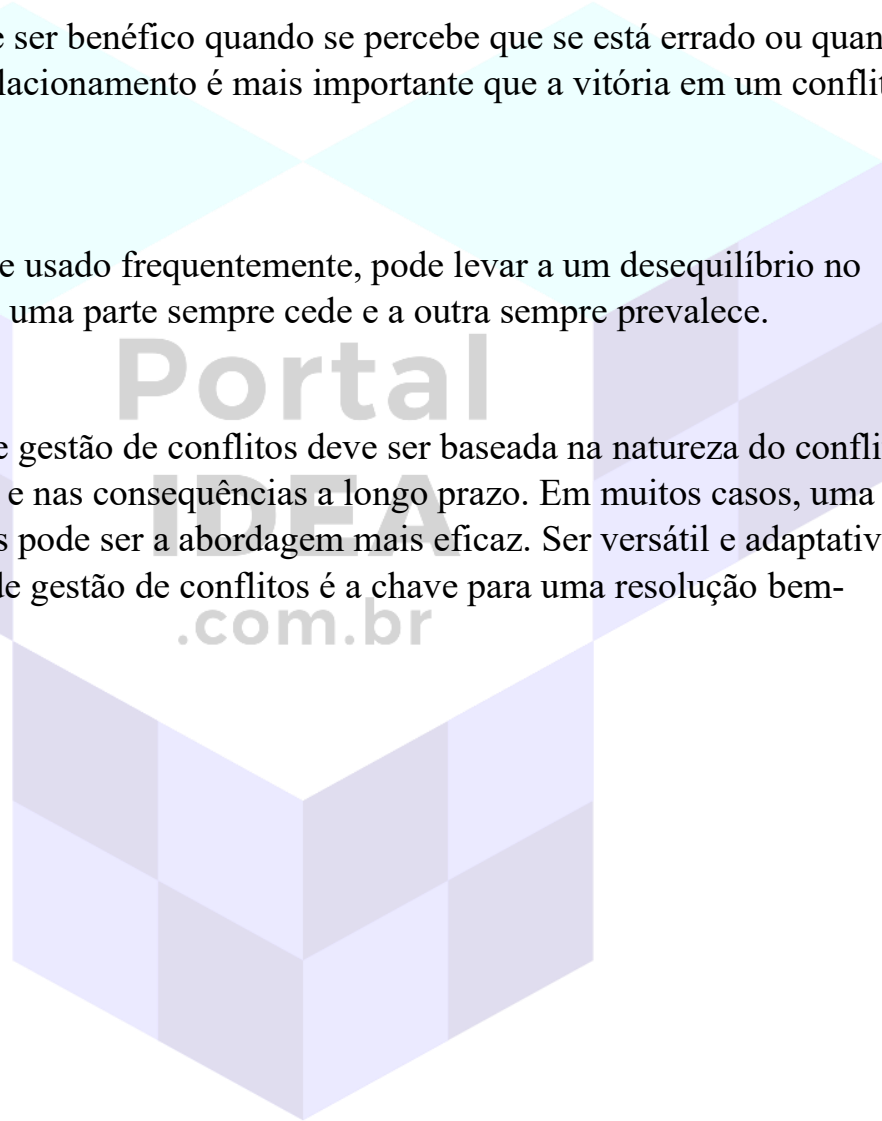 e ser benéfico quando se percebe que se está errado ou quan
lacionamento é mais importante que a vitória em um conflit
e usado frequentemente, pode levar a um desequilíbrio no
uma parte sempre cede e a outra sempre prevalece.
Portal
e gestão de conflitos deve ser baseada na natureza do confli
e nas consequências a longo prazo. Em muitos casos, uma
IDEA
s pode ser a abordagem mais eficaz. Ser versátil e adaptativ
de gestão de conflitos é a chave para uma resolução bem-
.com.br